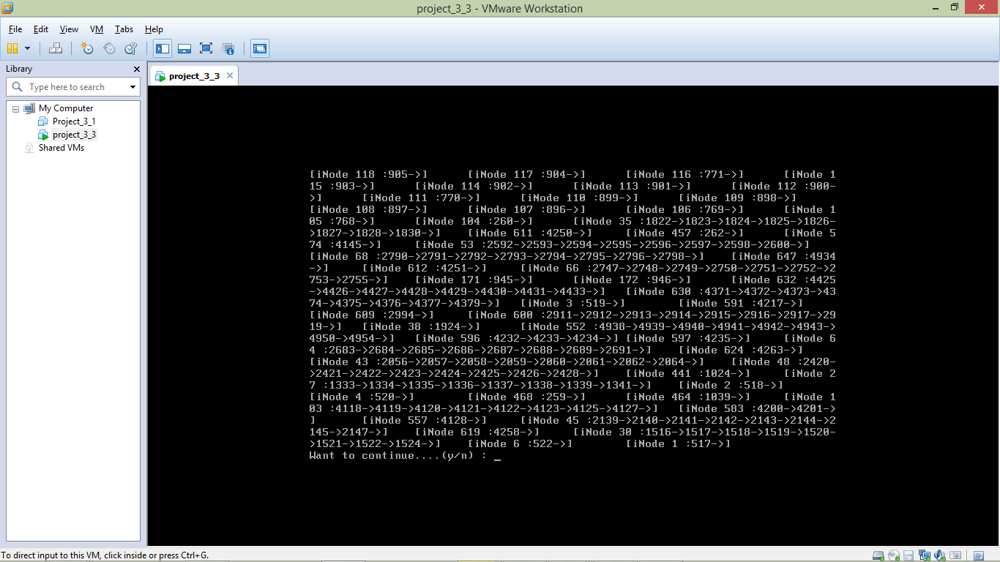 project_3_3 - VMware Workstation
File Edit View VM Tabs Help
Library
Type here to search
My Computer
Project_3_1
project_3_3
Shared VMs
project_3_3
[iNode 118 :905->] [iNode 117 :904->] [iNode 116 :771->] [iNode 1
15 :903->] [iNode 114 :902->] [iNode 113 :901->] [iNode 112 :900-
>] [iNode 111 :770->] [iNode 110 :899->] [iNode 109 :898->]
[iNode 108 :897->] [iNode 107 :896->] [iNode 106 :769->] [iNode 1
05 :768->] [iNode 104 :260->] [iNode 35 :1822->1823->1824->1825->1826-
>1827->1828->1830->] [iNode 611 :4250->] [iNode 457 :262->] [iNode 5
74 :4145->] [iNode 53 :2592->2593->2594->2595->2596->2597->2598->2600->]
[iNode 68 :2790->2791->2792->2793->2794->2795->2796->2798->] [iNode 647 :4934
->] [iNode 612 :4251->] [iNode 66 :2747->2748->2749->2750->2751->2752->2
753->2755->] [iNode 171 :945->] [iNode 172 :946->] [iNode 632 :4425
->4426->4427->4428->4429->4430->4431->4433->] [iNode 630 :4371->4372->4373->43
74->4375->4376->4377->4379->] [iNode 3 :519->] [iNode 591 :4217->]
[iNode 609 :2994->] [iNode 600 :2911->2912->2913->2914->2915->2916->2917->29
19->] [iNode 38 :1924->] [iNode 552 :4938->4939->4940->4941->4942->4943->
4950->4954->] [iNode 596 :4232->4233->4234->] [iNode 597 :4235->] [iNode 6
4 :2683->2684->2685->2686->2687->2688->2689->2691->] [iNode 624 :4263->]
[iNode 43 :2056->2057->2058->2059->2060->2061->2062->2064->] [iNode 48 :2420-
>2421->2422->2423->2424->2425->2426->2428->] [iNode 441 :1024->] [iNode 2
7 :1333->1334->1335->1336->1337->1338->1339->1341->] [iNode 2 :518->]
[iNode 4 :520->] [iNode 468 :259->] [iNode 464 :1039->] [iNode 1
03 :4118->4119->4120->4121->4122->4123->4125->4127->] [iNode 583 :4200->4201->
] [iNode 557 :4128->] [iNode 45 :2139->2140->2141->2142->2143->2144->2
145->2147->] [iNode 619 :4258->] [iNode 30 :1516->1517->1518->1519->1520-
>1521->1522->1524->] [iNode 6 :522->] [iNode 1 :517->]
Want to continue....(y/n) : _
To direct input to this VM, click inside or press Ctrl+G.